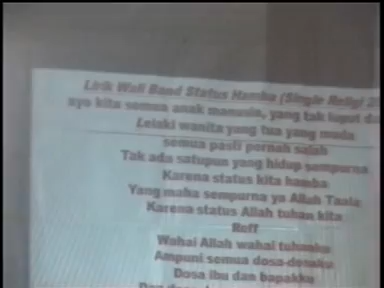 Lirik Wali Band Status Hamba (Single Religi
ayo kita semua anak manusia, yang tak luput
Lelaki wanita yang tua yang muda
semua pasti pernah salah
Tak ada satupun yang hidup sempurna
Karena status kita hamba
Yang maha sempurna ya Allah Taala
Karena status Allah tuhan kita
Reff
Wahai Allah wahai tuhanku
Ampuni semua dosa-dosaku
Dosa ibu dan bapakku